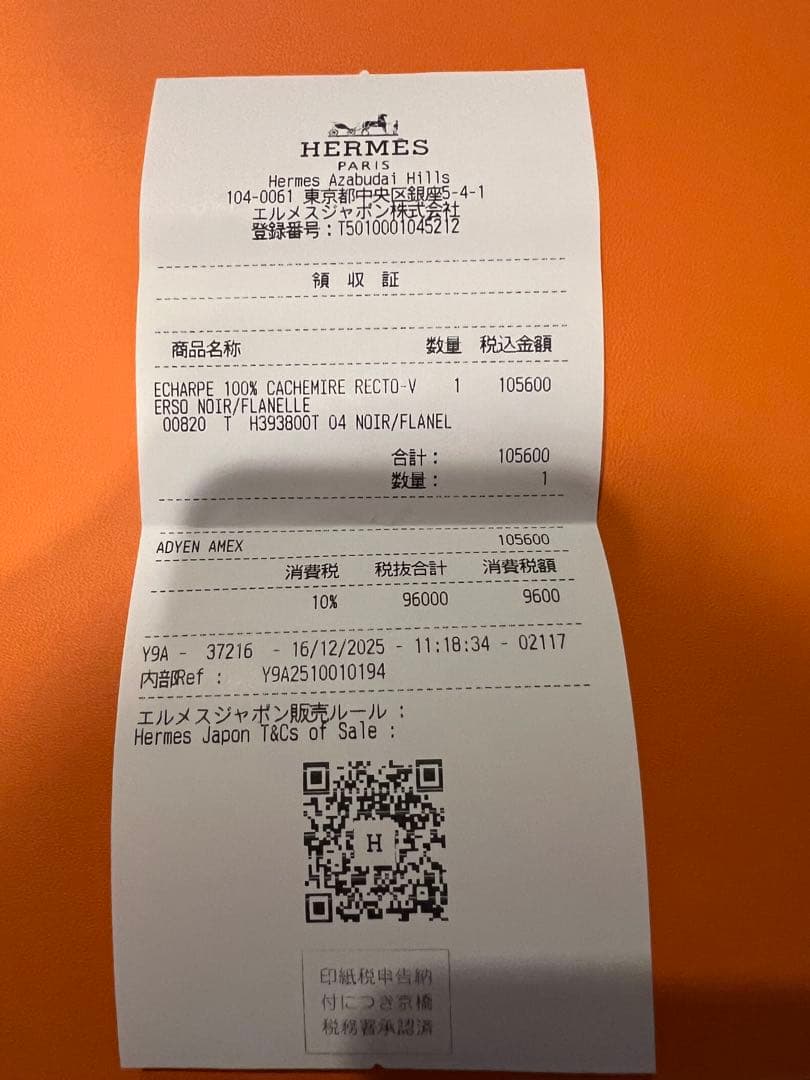 HERMÈS
PARIS
Hermes Azabudai Hills
104-0061 東京都中央区銀座5-4-1
エルメスジャポン株式会社
登録番号：T5010001045212
領 収 証
商品名称 数量 税込金額
ECHARPE 100% CACHEMIRE RECTO-V 1 105600
ERSO NOIR/FLANELLE
00820 T H393800T 04 NOIR/FLANEL
合計： 105600
数量： 1
ADYEN AMEX 105600
消費税 税抜合計 消費税額
10% 96000 9600
Y9A - 37216 - 16/12/2025 - 11:18:34 - 02117
内部Ref : Y9A2510010194
エルメスジャポン販売ルール :
Hermes Japon T&Cs of Sale :
H
印紙税申告納
付につき京橋
税務署承認済